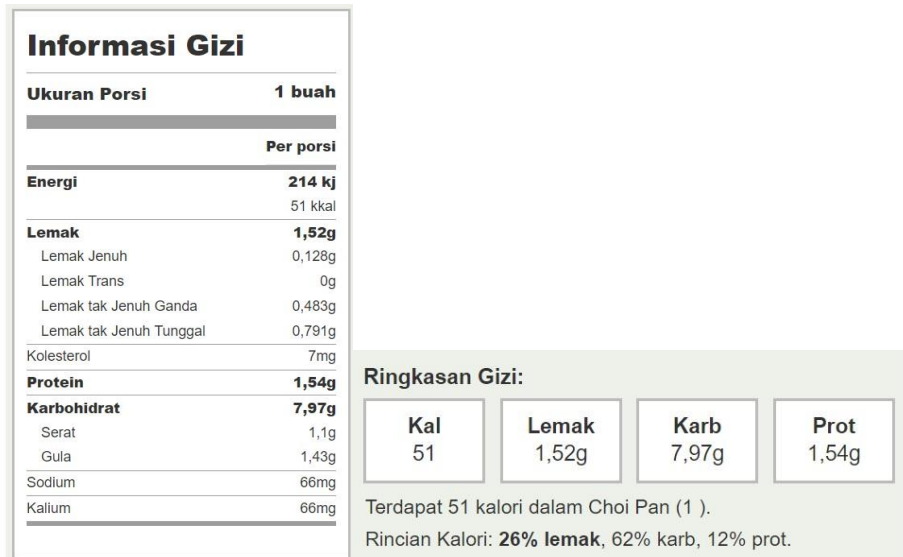 Informasi Gizi
Ukuran Porsi 1 buah
Per porsi
Energi 214 kj
51 kkal
Lemak 1,52g
Lemak Jenuh 0,128g
Lemak Trans 0g
Lemak tak Jenuh Ganda 0,483g
Lemak tak Jenuh Tunggal 0,791g
Kolesterol 7mg
Protein 1,54g
Karbohidrat 7,97g
Serat 1,1g
Gula 1,43g
Sodium 66mg
Kalium 66mg
Ringkasan Gizi:
Kal Lemak Karb Prot
51 1,52g 7,97g 1,54g
Terdapat 51 kalori dalam Choi Pan (1 ).
Rincian Kalori: 26% lemak, 62% karb, 12% prot.